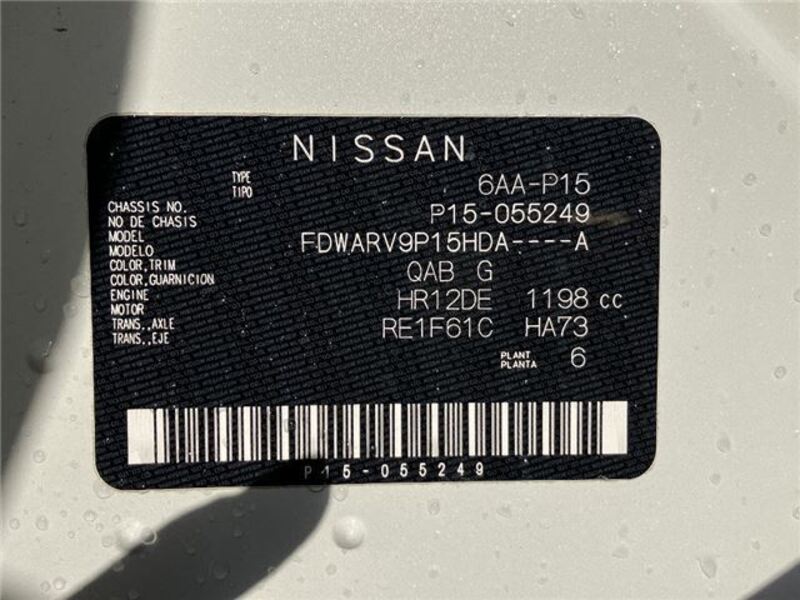 NISSAN
TYPE
TIPO 6AA-P15
CHASSIS NO.
NO DE CHASIS P15-055249
MODEL
MODELO FDWARV9P15HDA----A
COLOR,TRIM
COLOR,GUARNICION QAB G
ENGINE
MOTOR HR12DE 1198 cc
TRANS.,AXLE
TRANS.,EJE RE1F61C HA73
PLANT
PLANTA 6
P15-055249